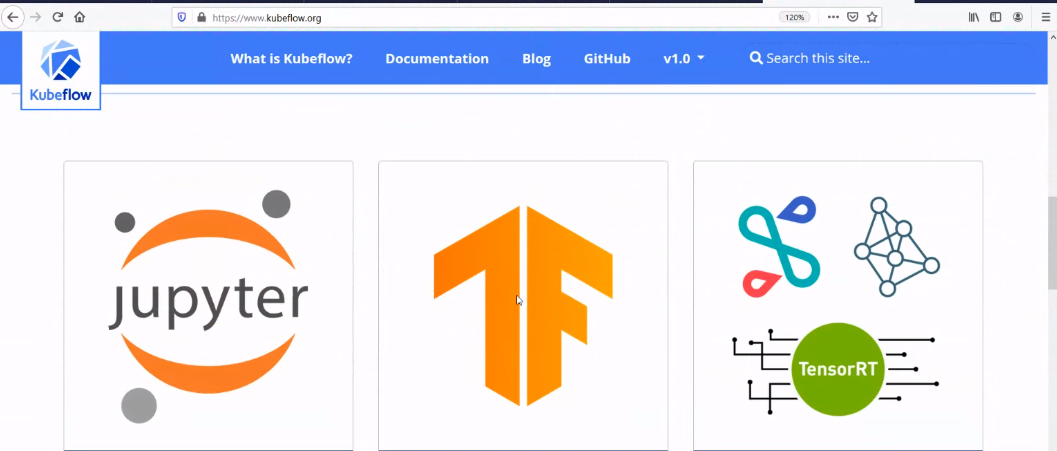 https://www.kubeflow.org
120%
Kubeflow
What is Kubeflow? Documentation Blog GitHub v1.0 Search this site...
jupyter
TF
TensorRT